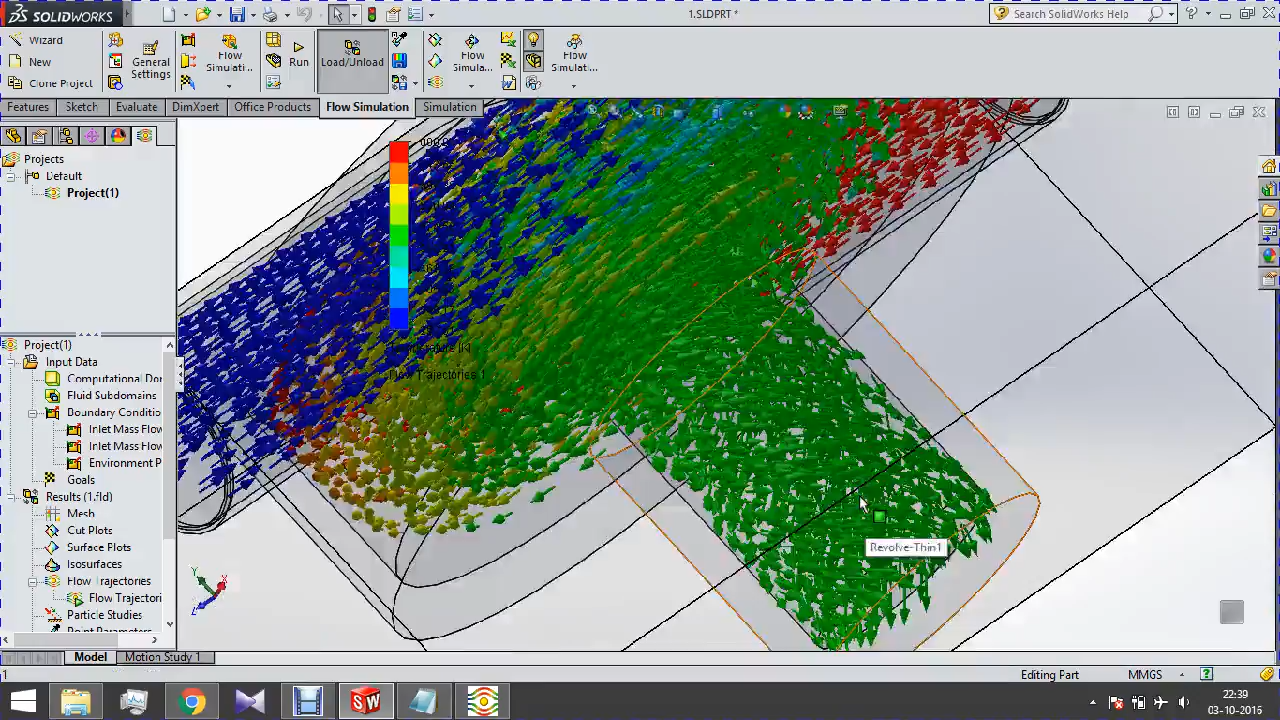 SOLIDWORKS
1.SLDPRT *
Search SolidWorks Help
Wizard
New
Clone Project
General
Settings
Flow
Simulati...
Run
Load/Unload
Flow
Simula...
Flow
Simulati...
Features
Sketch
Evaluate
DimXpert
Office Products
Flow Simulation
Simulation
Projects
Default
Project(1)
Project(1)
Input Data
Computational Dor
Fluid Subdomains
Boundary Conditio
Inlet Mass Flow
Inlet Mass Flow
Environment P
Goals
Results (1.fld)
Mesh
Cut Plots
Surface Plots
Isosurfaces
Flow Trajectories
Flow Trajectori
Particle Studies
Point Parameters
Flow Trajectories 1
Revolve-Thin1
Model
Motion Study 1
1
Editing Part
MMGS
22:39
03-10-2016